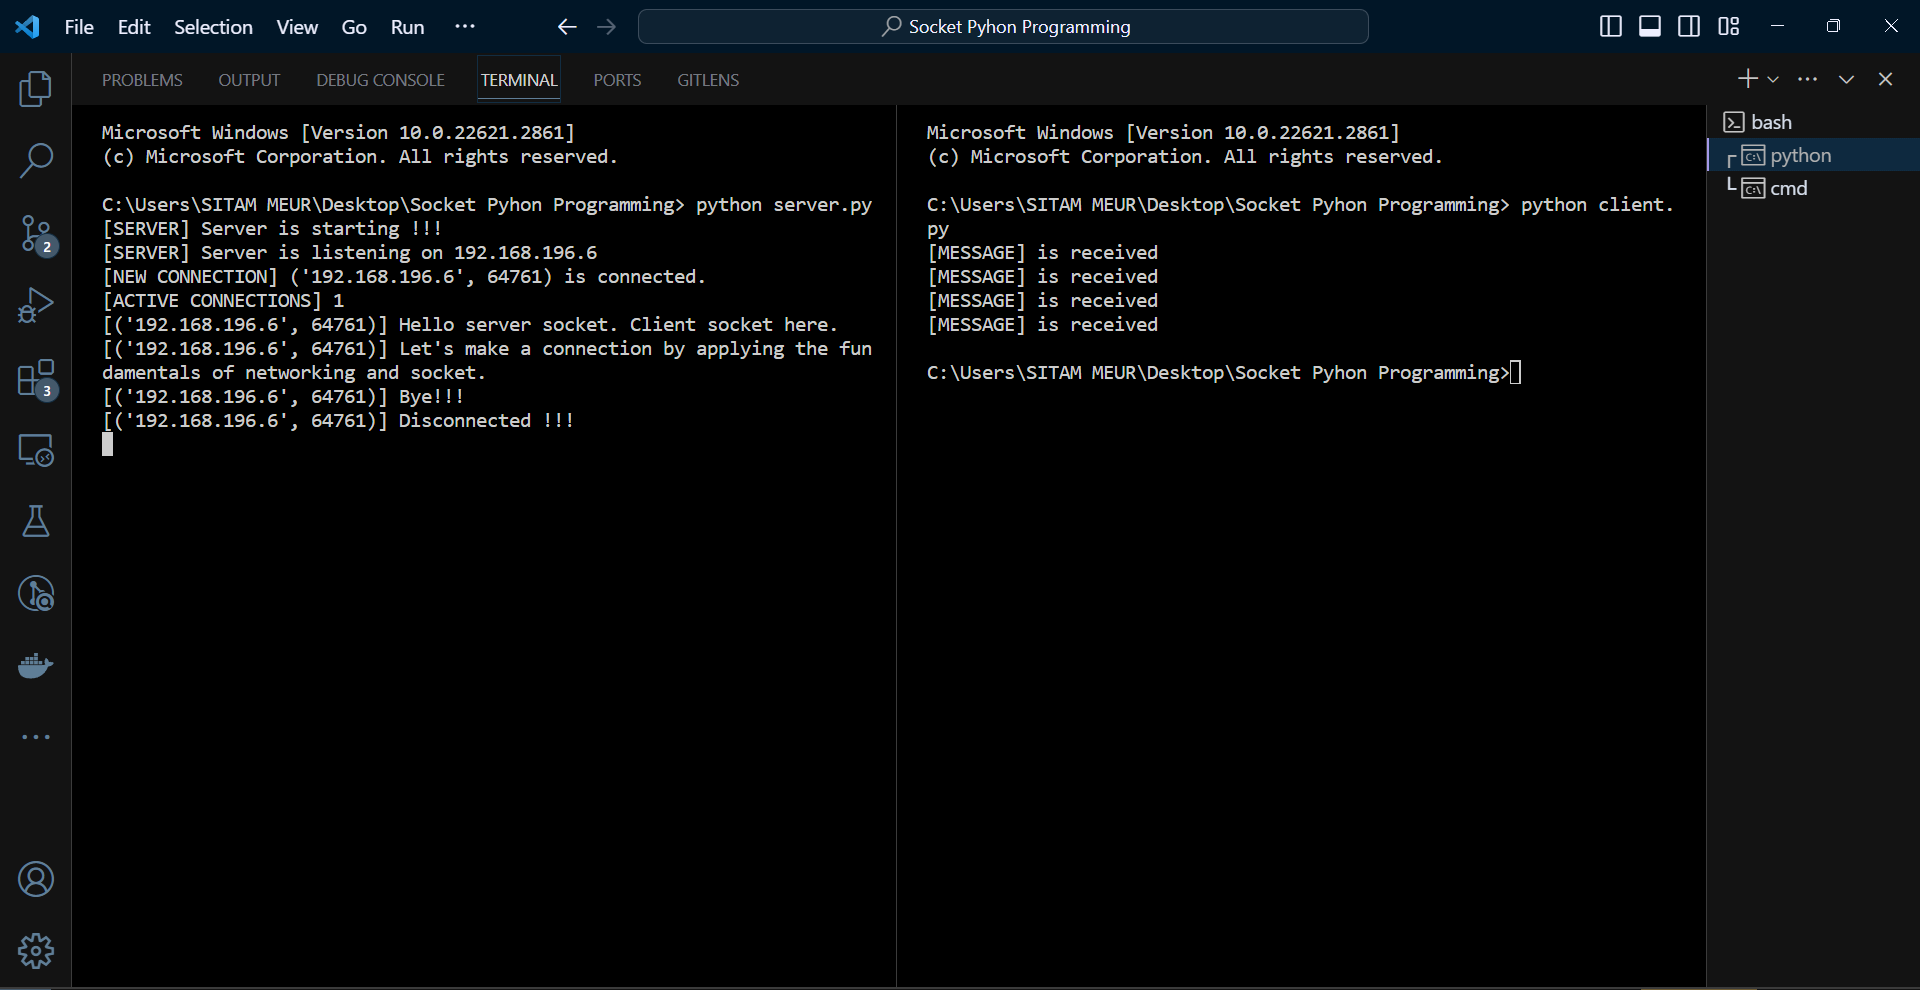 File Edit Selection View Go Run ···
Socket Pyhon Programming
PROBLEMS OUTPUT DEBUG CONSOLE TERMINAL PORTS GITLENS
Microsoft Windows [Version 10.0.22621.2861]
(c) Microsoft Corporation. All rights reserved.
C:\Users\SITAM MEUR\Desktop\Socket Pyhon Programming> python server.py
[SERVER] Server is starting !!!
[SERVER] Server is listening on 192.168.196.6
[NEW CONNECTION] ('192.168.196.6', 64761) is connected.
[ACTIVE CONNECTIONS] 1
[('192.168.196.6', 64761)] Hello server socket. Client socket here.
[('192.168.196.6', 64761)] Let's make a connection by applying the fun
damentals of networking and socket.
[('192.168.196.6', 64761)] Bye!!!
[('192.168.196.6', 64761)] Disconnected !!!
Microsoft Windows [Version 10.0.22621.2861]
(c) Microsoft Corporation. All rights reserved.
C:\Users\SITAM MEUR\Desktop\Socket Pyhon Programming> python client.
py
[MESSAGE] is received
[MESSAGE] is received
[MESSAGE] is received
[MESSAGE] is received
C:\Users\SITAM MEUR\Desktop\Socket Pyhon Programming>
bash
python
cmd
2
3